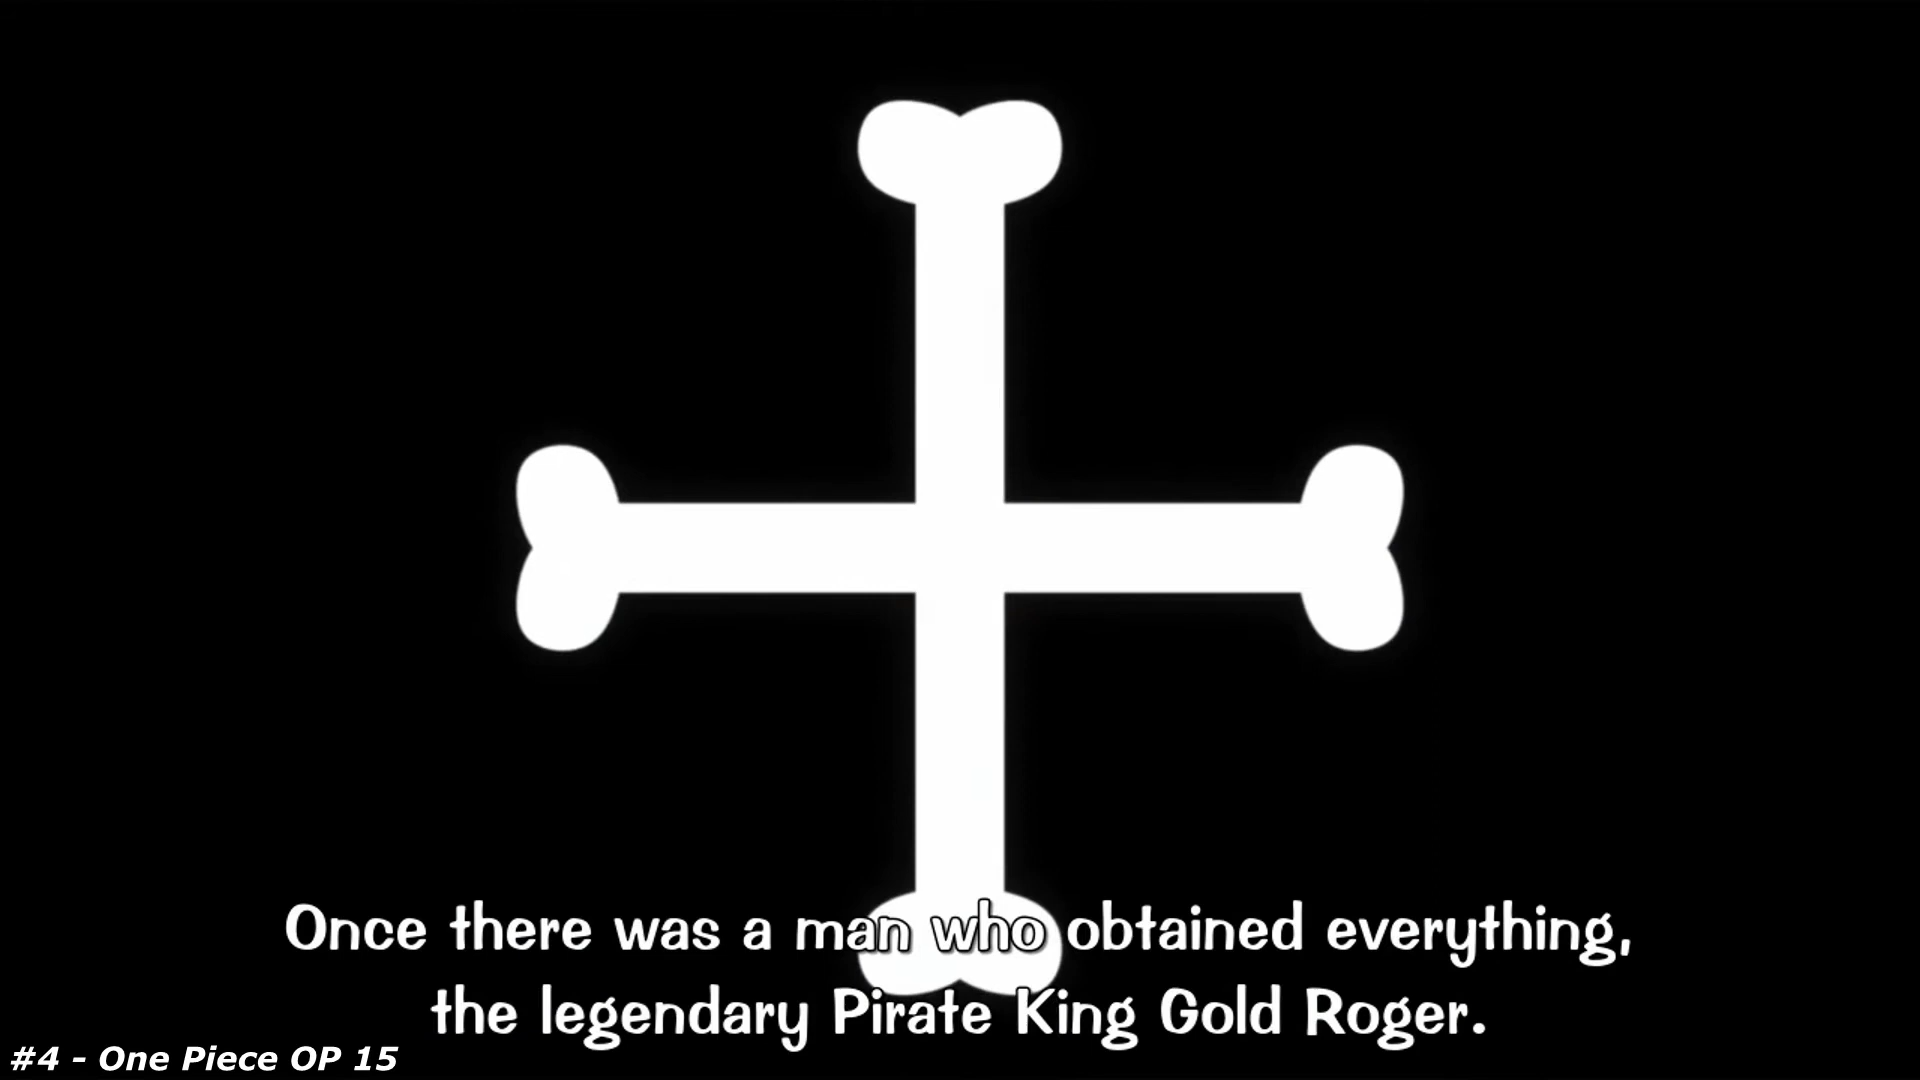 Once there was a man who obtained everything,
the legendary Pirate King Gold Roger.
#4 - One Piece OP 15